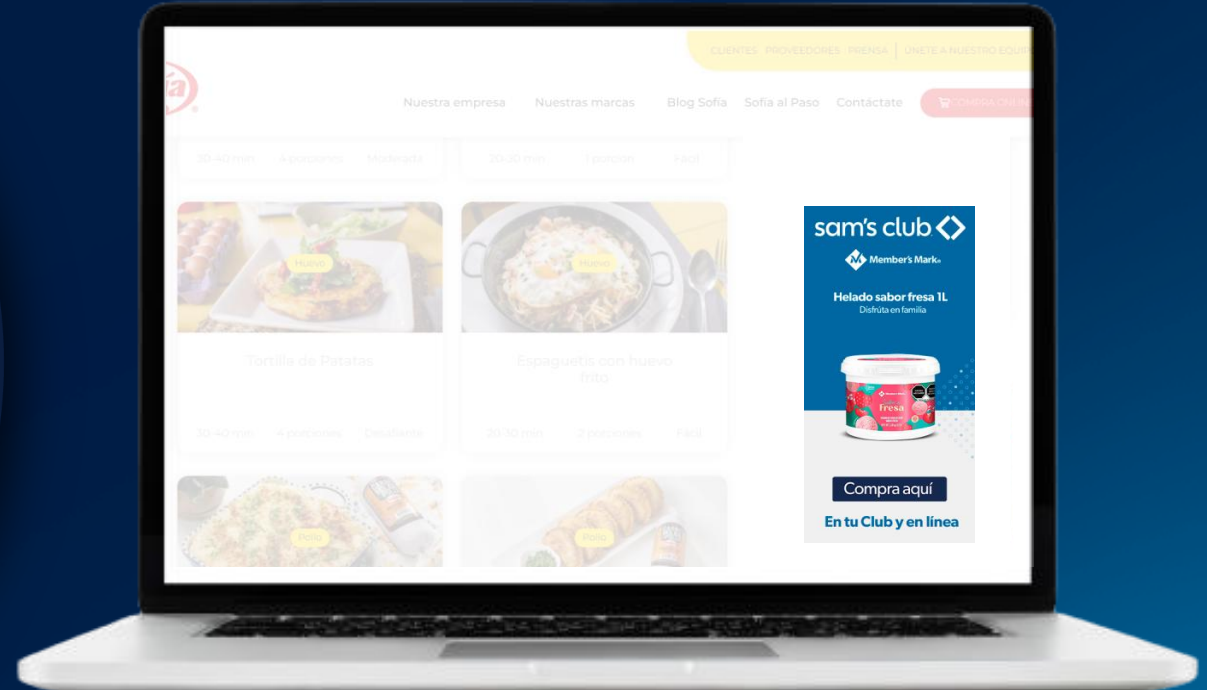 CLIENTES PROVEEDORES PRENSA | ÚNETE A NUESTRO EQUIPO
Nuestra empresa Nuestras marcas Blog Sofía Sofía al Paso Contáctate COMPRA ONLINE
30-40 min 4 porciones Moderada
20-30 min 1 porción Fácil
Huevo
Huevo
Tortilla de Patatas
Espaguetis con huevo
frito
30-40 min 4 porciones Desafiante
20-30 min 2 porciones Fácil
Pollo
Pollo
sam's club
Member's Mark
Helado sabor fresa 1L
Disfruta en familia
fresa
Compra aquí
En tu Club y en línea